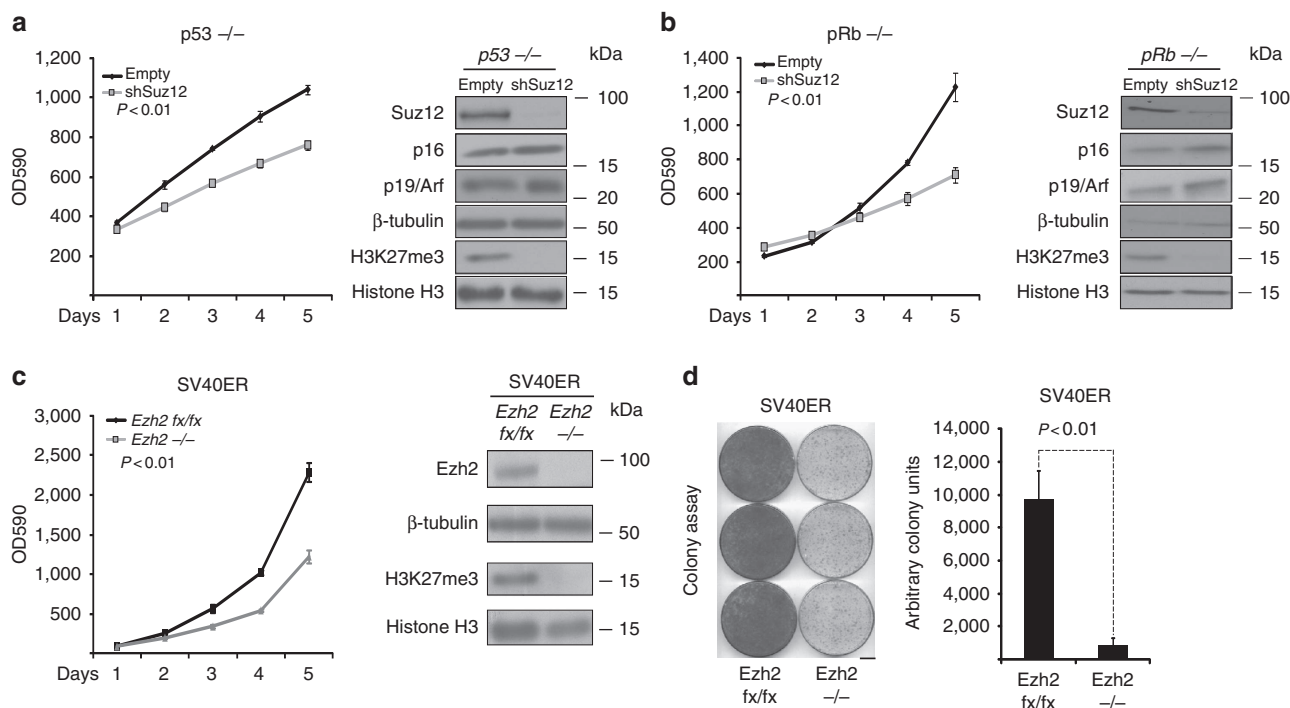 a
p53 –/–
1,200
1,000
800
600
400
200
OD590
Empty
shSuz12
P < 0.01
Days 1 2 3 4 5
p53 –/– kDa
Empty shSuz12
Suz12
p16
p19/Arf
β-tubulin
H3K27me3
Histone H3
100
15
20
50
15
15
b
pRb –/–
1,400
1,200
1,000
800
600
400
200
OD590
Empty
shSuz12
P < 0.01
Days 1 2 3 4 5
pRb –/– kDa
Empty shSuz12
Suz12
p16
p19/Arf
β-tubulin
H3K27me3
Histone H3
100
15
20
50
15
15
c
SV40ER
3,000
2,500
2,000
1,500
1,000
500
OD590
Ezh2 fx/fx
Ezh2 –/–
P < 0.01
Days 1 2 3 4 5
SV40ER
Ezh2 Ezh2 kDa
fx/fx –/–
Ezh2
β-tubulin
H3K27me3
Histone H3
100
50
15
15
d
SV40ER
Colony assay
Ezh2 Ezh2
fx/fx –/–
SV40ER
P < 0.01
14,000
12,000
10,000
8,000
6,000
4,000
2,000
Arbitrary colony units
Ezh2 Ezh2
fx/fx –/–